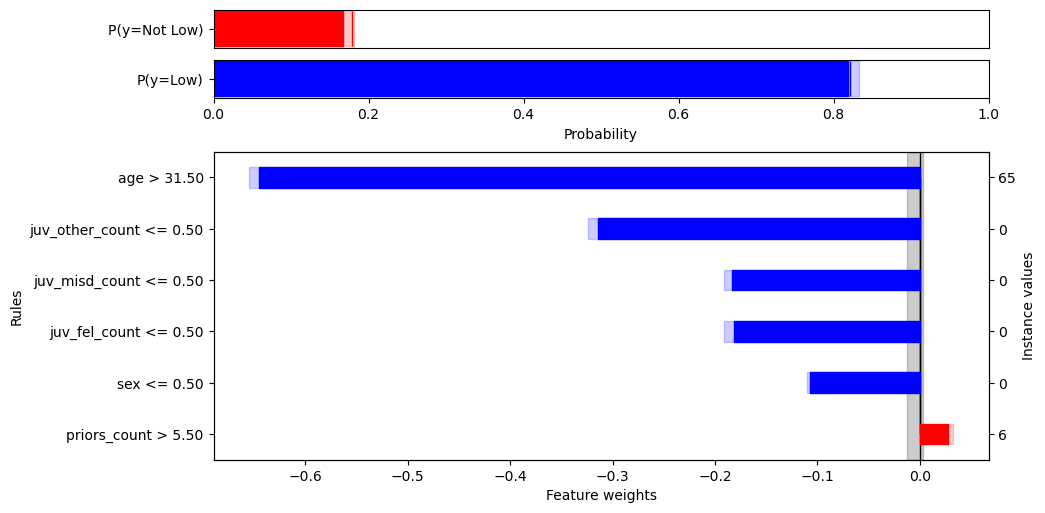 P(y=Not Low)
P(y=Low)
0.0 0.2 0.4 0.6 0.8 1.0
Probability
Rules
age > 31.50 65
juv_other_count <= 0.50 0
juv_misd_count <= 0.50 0
juv_fel_count <= 0.50 0
sex <= 0.50 0
priors_count > 5.50 6
Instance values
−0.6 −0.5 −0.4 −0.3 −0.2 −0.1 0.0
Feature weights